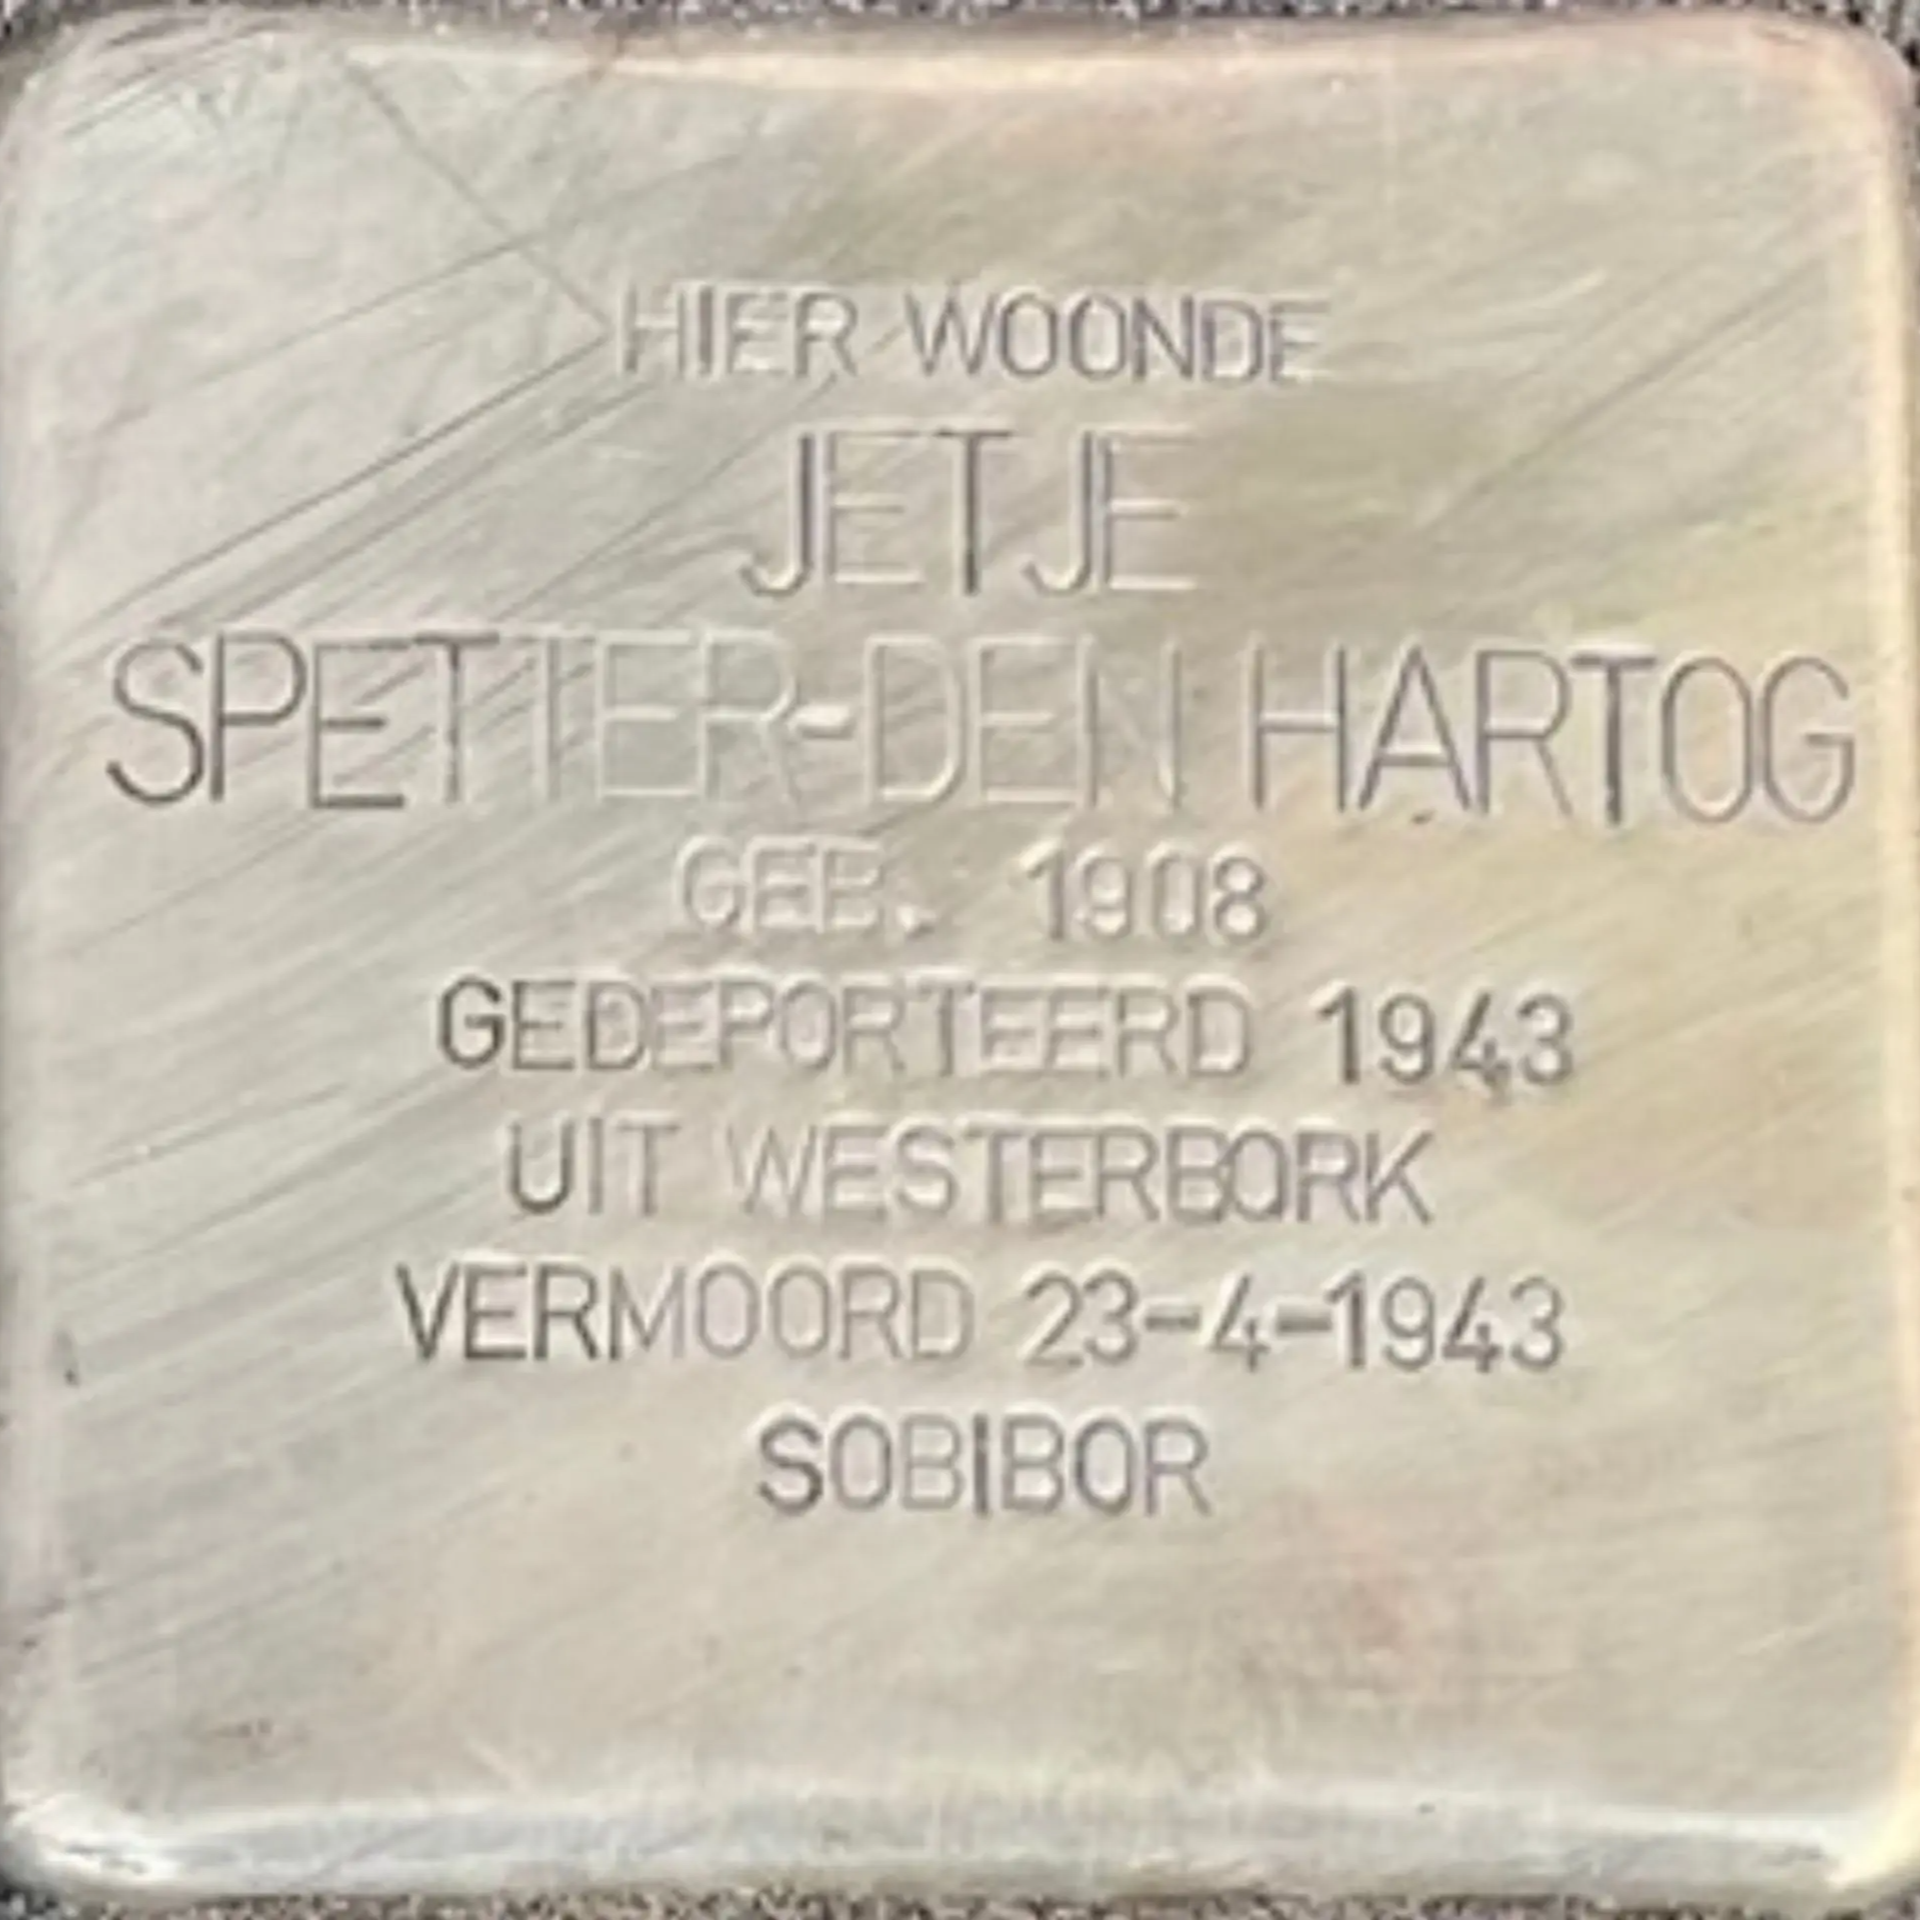 HIER WOONDE
JETJE
SPETTER-DEN HARTOG
GEB. 1908
GEDEPORTEERD 1943
UIT WESTERBORK
VERMOORD 23-4-1943
SOBIBOR